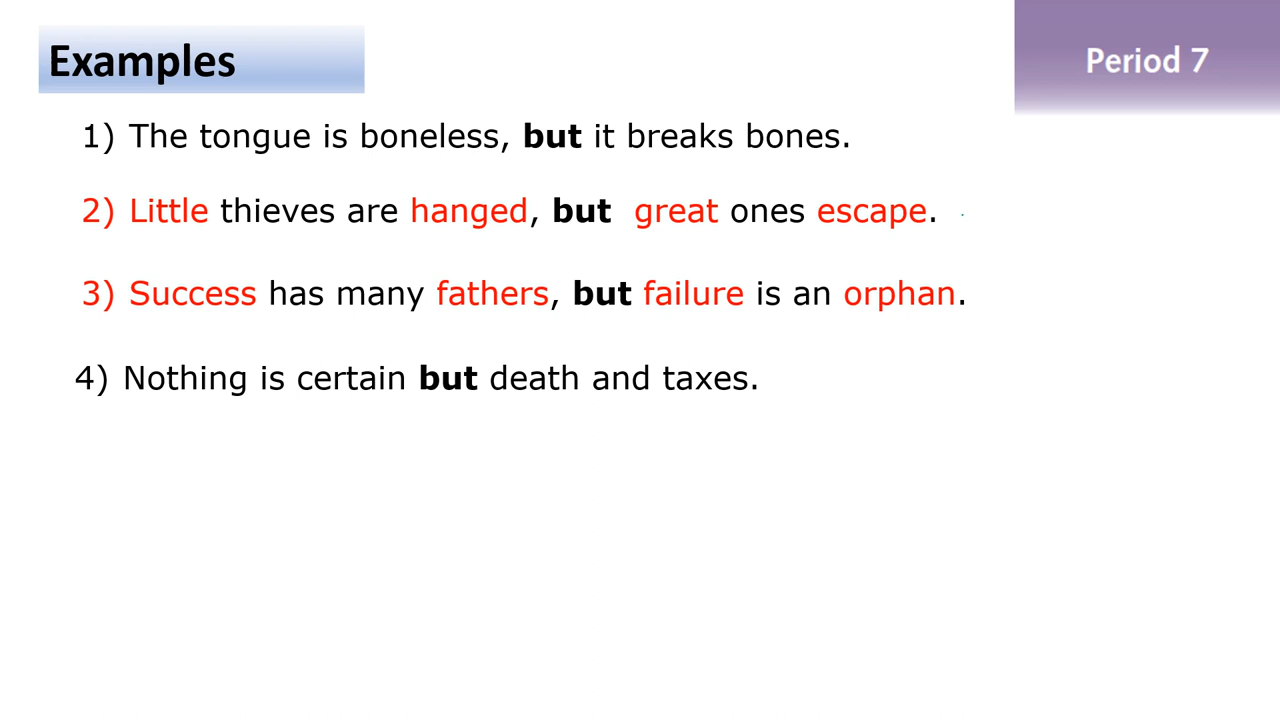 Examples
Period 7
1) The tongue is boneless, but it breaks bones.
2) Little thieves are hanged, but great ones escape.
3) Success has many fathers, but failure is an orphan.
4) Nothing is certain but death and taxes.